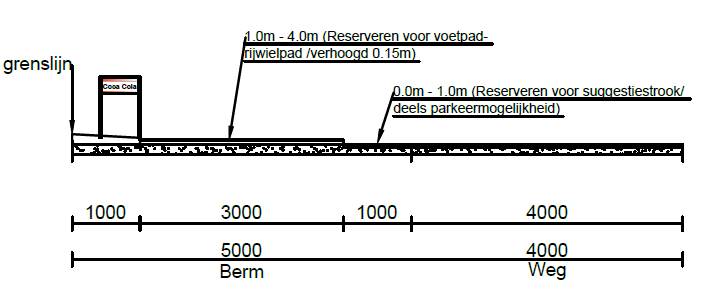 1.0m - 4.0m (Reserveren voor voetpad-
rijwielpad /verhoogd 0.15m)
grenslijn
Cooa Cola
0.0m - 1.0m (Reserveren voor suggestiestrook/
deels parkeermogelijkheid)
1000 3000 1000 4000
5000 4000
Berm Weg